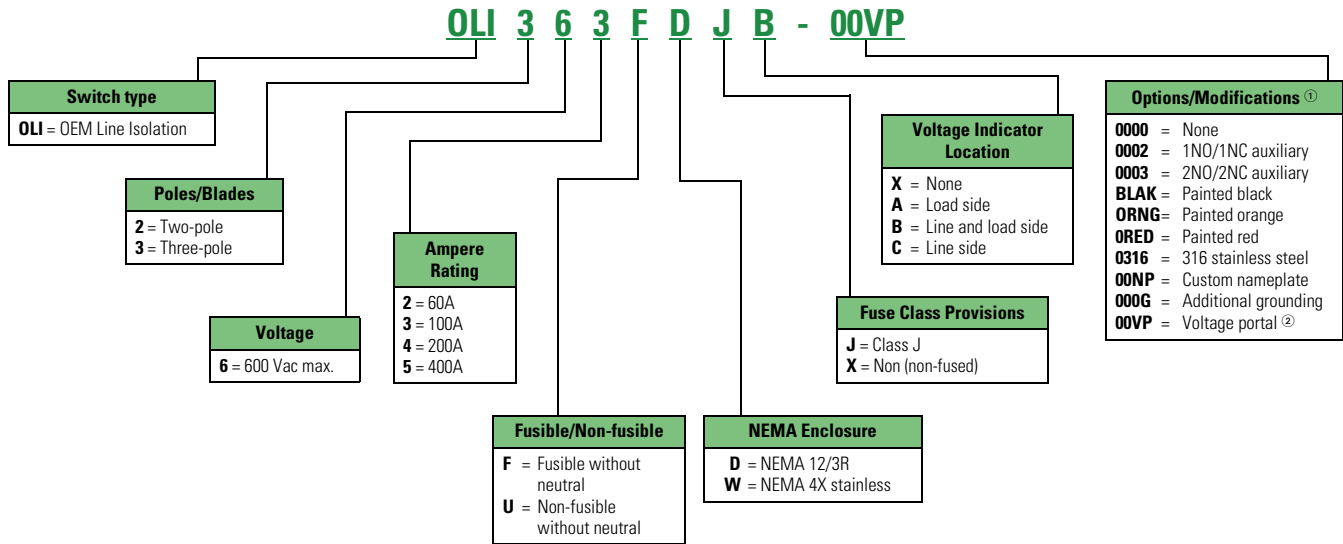 OLI 3 6 3 F D J B - 00VP
Switch type
OLI = OEM Line Isolation
Poles/Blades
2 = Two-pole
3 = Three-pole
Voltage
6 = 600 Vac max.
Ampere
Rating
2 = 60A
3 = 100A
4 = 200A
5 = 400A
Fusible/Non-fusible
F = Fusible without
neutral
U = Non-fusible
without neutral
NEMA Enclosure
D = NEMA 12/3R
W = NEMA 4X stainless
Fuse Class Provisions
J = Class J
X = Non (non-fused)
Voltage Indicator
Location
X = None
A = Load side
B = Line and load side
C = Line side
Options/Modifications ①
0000 = None
0002 = 1NO/1NC auxiliary
0003 = 2NO/2NC auxiliary
BLAK = Painted black
ORNG= Painted orange
0RED = Painted red
0316 = 316 stainless steel
00NP = Custom nameplate
000G = Additional grounding
00VP = Voltage portal ②